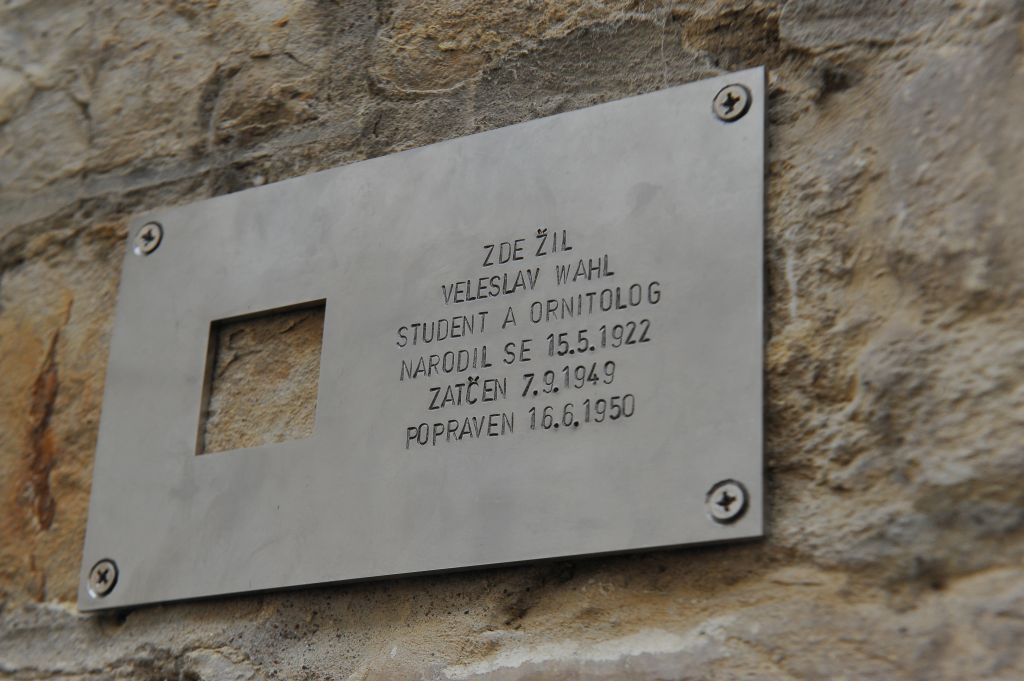 ZDE ŽIL
VELESLAV WAHL
STUDENT A ORNITOLOG
NARODIL SE 15.5.1922
ZATČEN 7.9.1949
POPRAVEN 16.6.1950